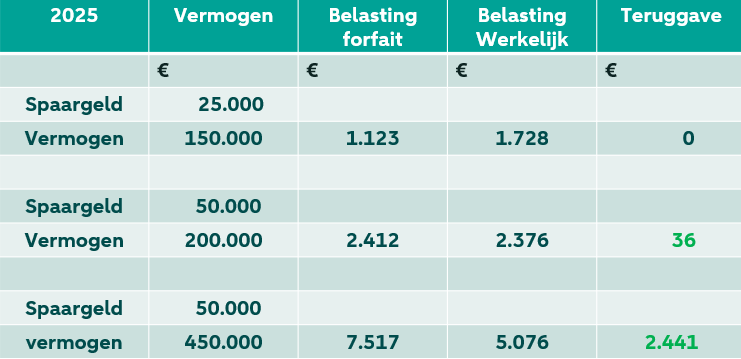 2025 Vermogen Belasting forfait Belasting Werkelijk Teruggave
€ € € €
Spaargeld 25.000
Vermogen 150.000 1.123 1.728 0
Spaargeld 50.000
Vermogen 200.000 2.412 2.376 36
Spaargeld 50.000
vermogen 450.000 7.517 5.076 2.441